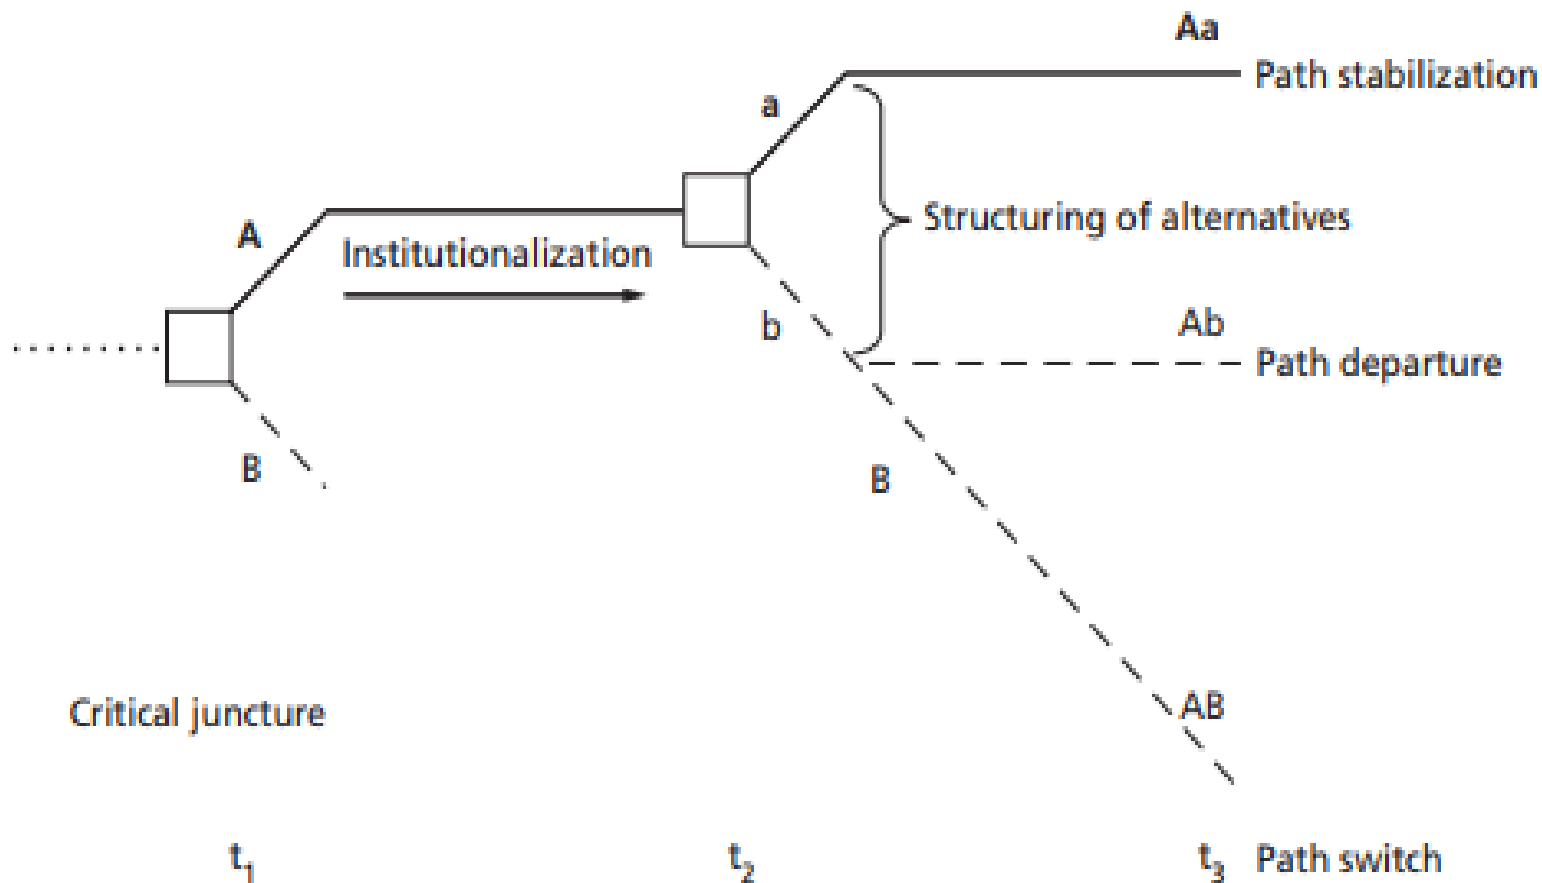 Aa
Path stabilization
a
Structuring of alternatives
A
Institutionalization
b
Ab
Path departure
B
B
AB
Critical juncture
t₁
t₂
t₃ Path switch